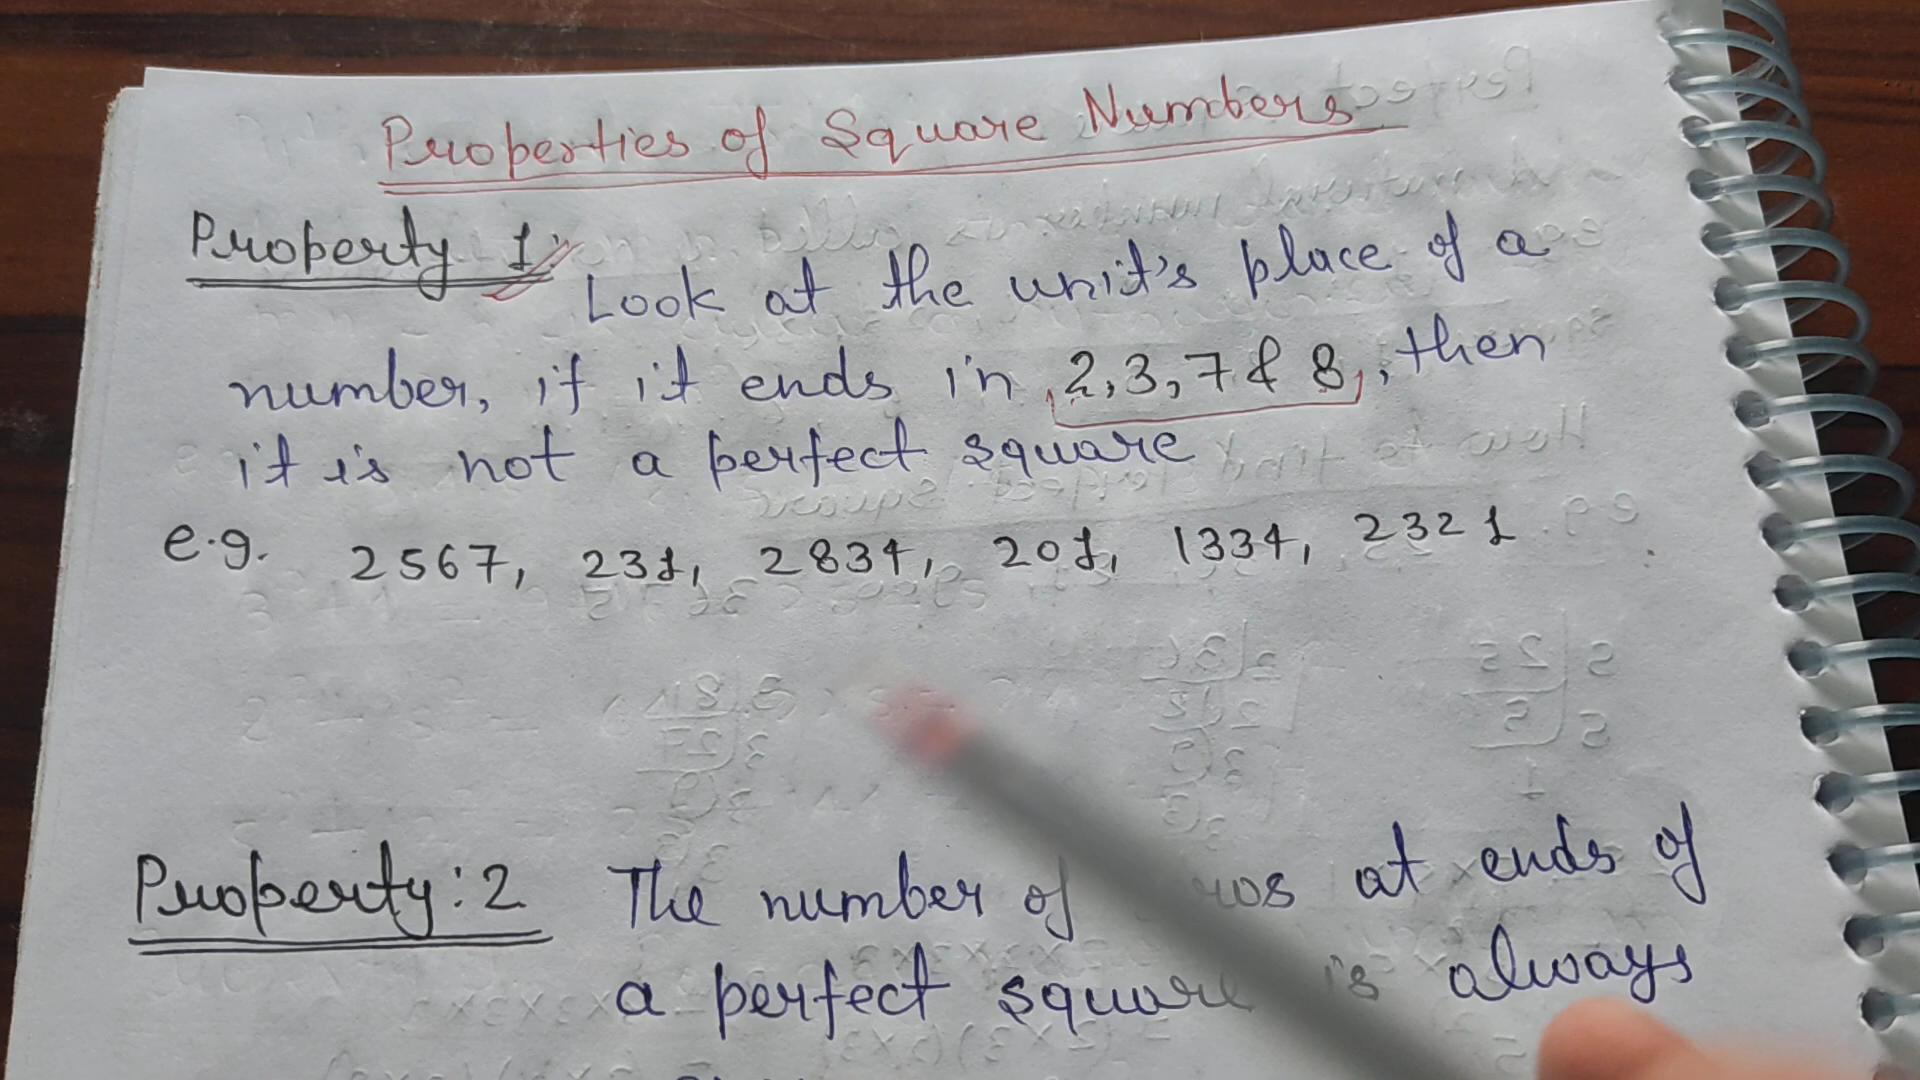 Properties of Square Numbers
Property 1:
Look at the unit's place of a
number, if it ends in 2,3,7 & 8, then
it is not a perfect square
e.g. 2567, 231, 2834, 201, 1334, 2321
Property:2 The number of at ends of
a perfect square is always